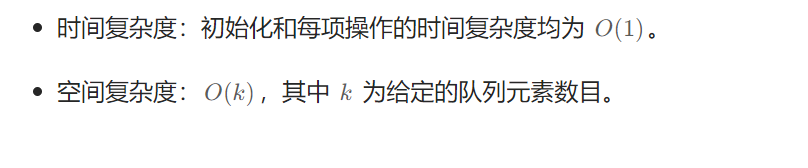 • 时间复杂度：初始化和每项操作的时间复杂度均为 O(1)。
• 空间复杂度：O(k)，其中 k 为给定的队列元素数目。